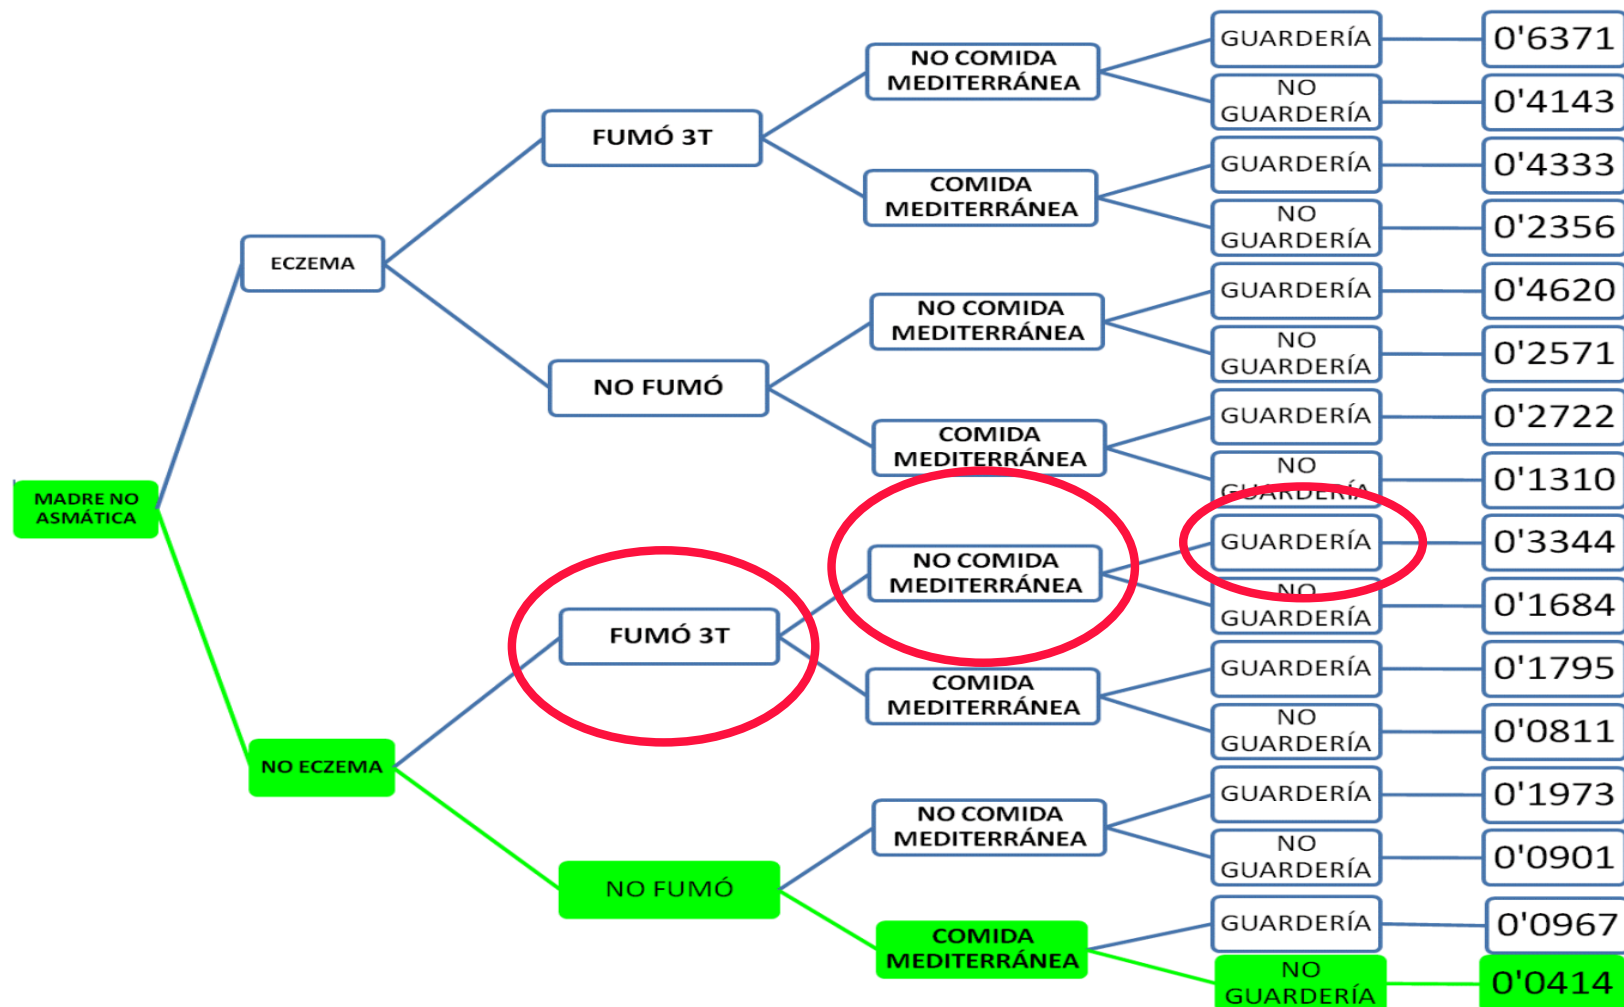 GUARDERÍA
0'6371
NO COMIDA
MEDITERRÁNEA
NO
GUARDERÍA
0'4143
FUMÓ 3T
GUARDERÍA
0'4333
COMIDA
MEDITERRÁNEA
NO
GUARDERÍA
0'2356
ECZEMA
GUARDERÍA
0'4620
NO COMIDA
MEDITERRÁNEA
NO
GUARDERÍA
0'2571
NO FUMÓ
GUARDERÍA
0'2722
COMIDA
MEDITERRÁNEA
NO
GUARDERÍA
0'1310
MADRE NO
ASMÁTICA
GUARDERÍA
0'3344
NO COMIDA
MEDITERRÁNEA
NO
GUARDERÍA
0'1684
FUMÓ 3T
GUARDERÍA
0'1795
COMIDA
MEDITERRÁNEA
NO
GUARDERÍA
0'0811
NO ECZEMA
GUARDERÍA
0'1973
NO COMIDA
MEDITERRÁNEA
NO
GUARDERÍA
0'0901
NO FUMÓ
GUARDERÍA
0'0967
COMIDA
MEDITERRÁNEA
NO
GUARDERÍA
0'0414